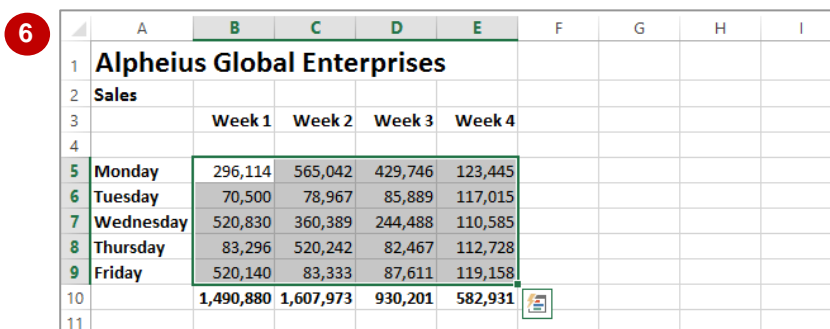 6
A B C D E F G H I
1 Alpheius Global Enterprises
2 Sales
3 Week 1 Week 2 Week 3 Week 4
4
5 Monday 296,114 565,042 429,746 123,445
6 Tuesday 70,500 78,967 85,889 117,015
7 Wednesday 520,830 360,389 244,488 110,585
8 Thursday 83,296 520,242 82,467 112,728
9 Friday 520,140 83,333 87,611 119,158
10 1,490,880 1,607,973 930,201 582,931
11